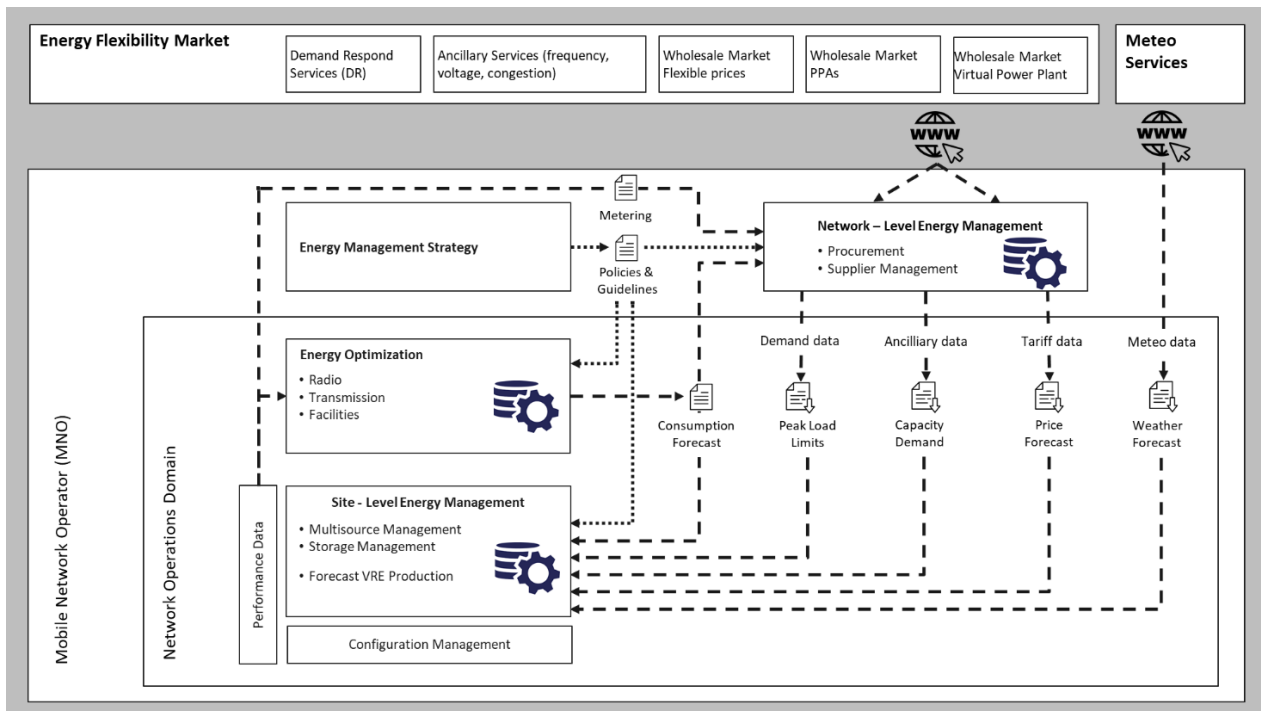 Energy Flexibility Market
Demand Respond
Services (DR)
Ancillary Services (frequency,
voltage, congestion)
Wholesale Market
Flexible prices
Wholesale Market
PPAs
Wholesale Market
Virtual Power Plant
Meteo
Services
www
www
Metering
Energy Management Strategy
Policies &
Guidelines
Network – Level Energy Management
• Procurement
• Supplier Management
Mobile Network Operator (MNO)
Network Operations Domain
Energy Optimization
• Radio
• Transmission
• Facilities
Demand data
Ancilliary data
Tariff data
Meteo data
Consumption
Forecast
Peak Load
Limits
Capacity
Demand
Price
Forecast
Weather
Forecast
Performance Data
Site - Level Energy Management
• Multisource Management
• Storage Management
• Forecast VRE Production
Configuration Management